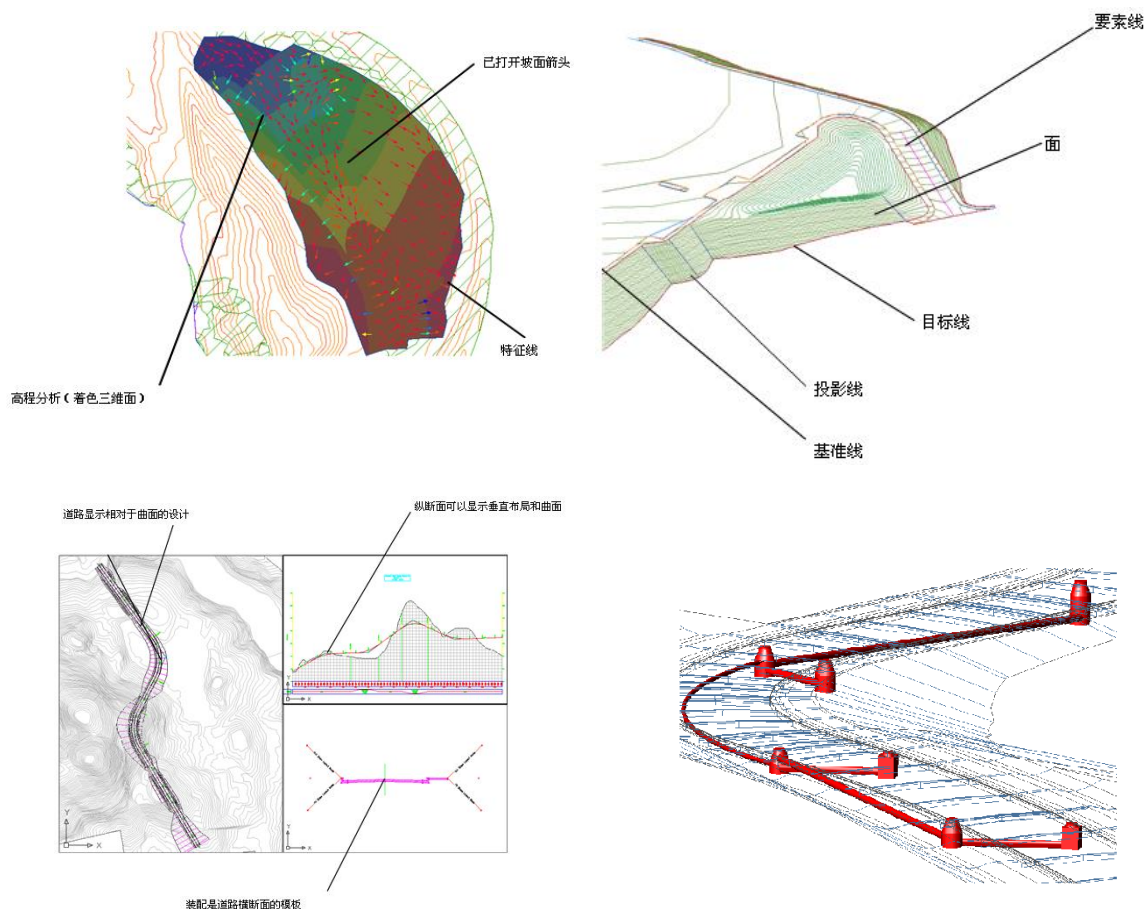 要素线
已打开坡面箭头
面
目标线
特征线
投影线
高程分析（着色三维面）
基准线
道路显示相对于曲面的设计
纵断面可以显示垂直布局和曲面
Y
X
Y
X
Y
X
装配是道路横断面的模板